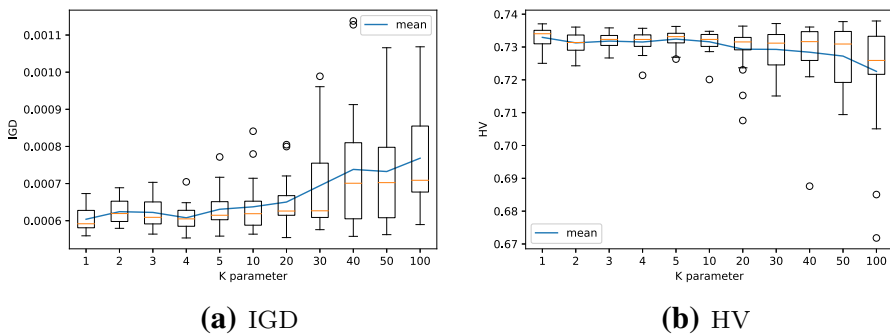 mean
0.0011
0.0010
0.0009
0.0008
0.0007
0.0006
IGD
1 2 3 4 5 10 20 30 40 50 100
K parameter
(a) IGD
0.74
0.73
0.72
0.71
0.70
0.69
0.68
0.67
HV
mean
1 2 3 4 5 10 20 30 40 50 100
K parameter
(b) HV